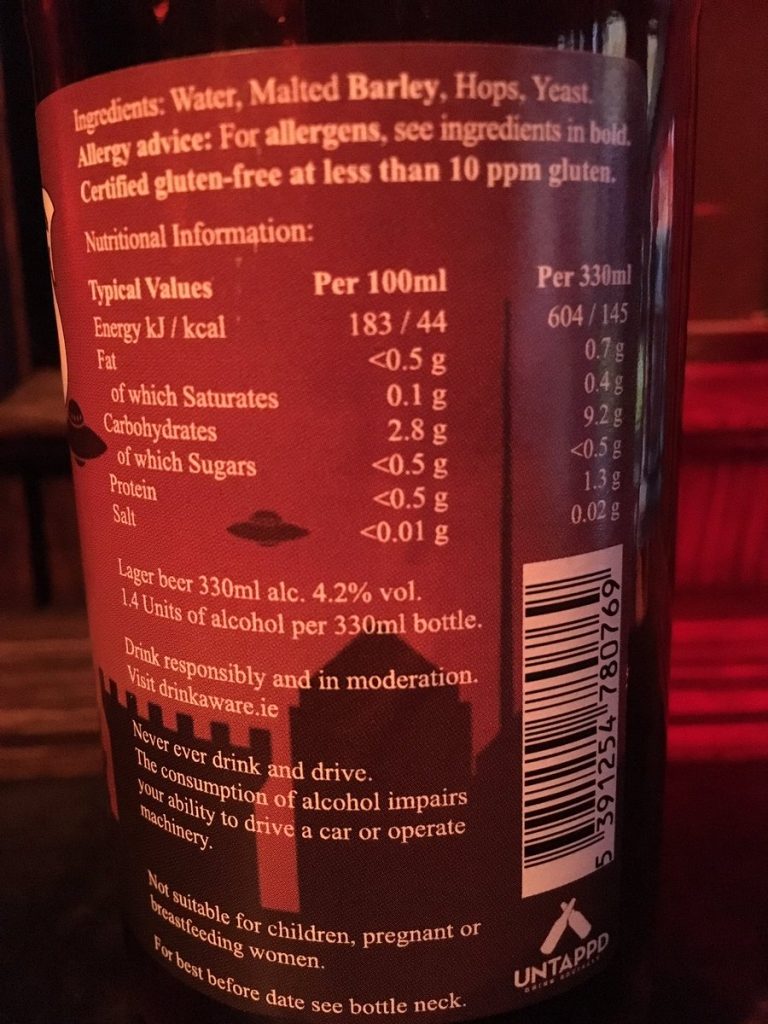 Ingredients: Water, Malted Barley, Hops, Yeast.
Allergy advice: For allergens, see ingredients in bold.
Certified gluten-free at less than 10 ppm gluten.
Nutritional Information:
Typical Values Per 100ml Per 330ml
Energy kJ / kcal 183 / 44 604 / 145
Fat <0.5 g 0.7 g
of which Saturates 0.1 g 0.4 g
Carbohydrates 2.8 g 9.2 g
of which Sugars <0.5 g <0.5 g
Protein <0.5 g 1.3 g
Salt <0.01 g 0.02 g
Lager beer 330ml alc. 4.2% vol.
1.4 Units of alcohol per 330ml bottle.
Drink responsibly and in moderation.
Visit drinkaware.ie
Never ever drink and drive.
The consumption of alcohol impairs
your ability to drive a car or operate
machinery.
Not suitable for children, pregnant or
breastfeeding women.
For best before date see bottle neck.
5 391254 780769
UNTAPPD
DRINK SOCIALLY